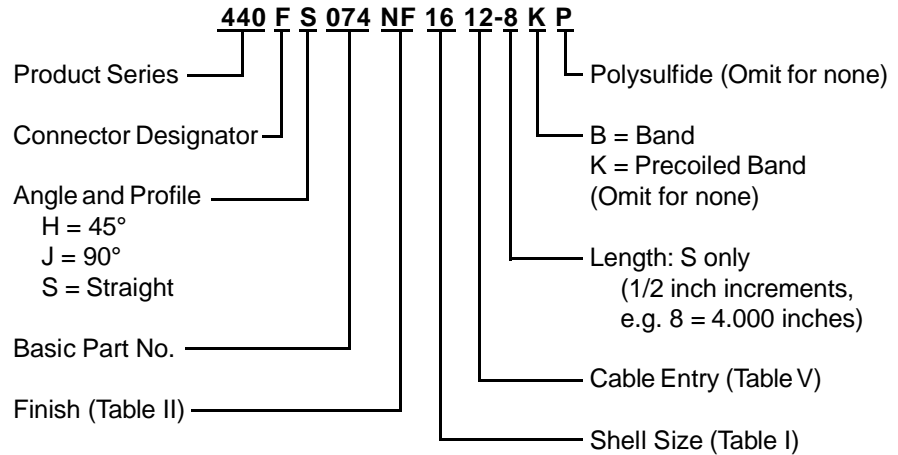 440 F S 074 NF 16 12-8 K P
Product Series
Connector Designator
Angle and Profile
H = 45°
J = 90°
S = Straight
Basic Part No.
Finish (Table II)
Polysulfide (Omit for none)
B = Band
K = Precoiled Band
(Omit for none)
Length: S only
(1/2 inch increments,
e.g. 8 = 4.000 inches)
Cable Entry (Table V)
Shell Size (Table I)